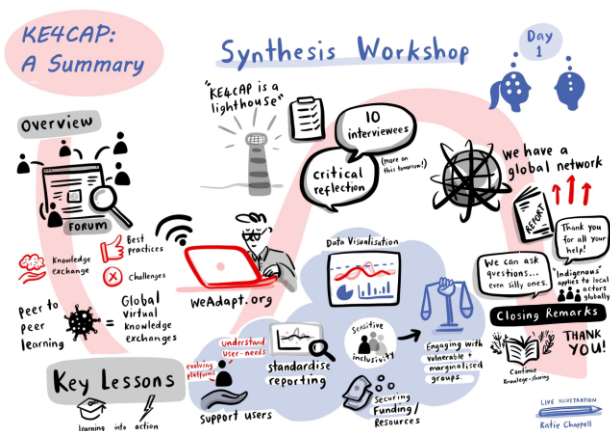 KE4CAP:
A Summary
Synthesis Workshop
Day
1
Overview
FORUM
Knowledge
exchange
Best
practices
Challenges
peer to
peer
learning
=
Global
Virtual
knowledge
exchanges
Key Lessons
learning into action
"KE4CAP is a
lighthouse"
10
interviewees
(more on
this tomorrow!)
critical
reflection
weAdapt.org
Data Visualisation
understand
user-needs
evolving
platforms
support users
standardise
reporting
Sensitive
inclusivity
Securing
Funding/
Resources
Engaging with
vulnerable +
marginalised
groups.
we have a
global network
REPORT
Thank you
for all your
help!
We can ask
questions...
even silly ones.
"Indigenous"
applies to local
actors
globally
Closing Remarks
THANK
YOU!
Continue
Knowledge-sharing
LIVE ILLUSTRATION
Katie Chappell